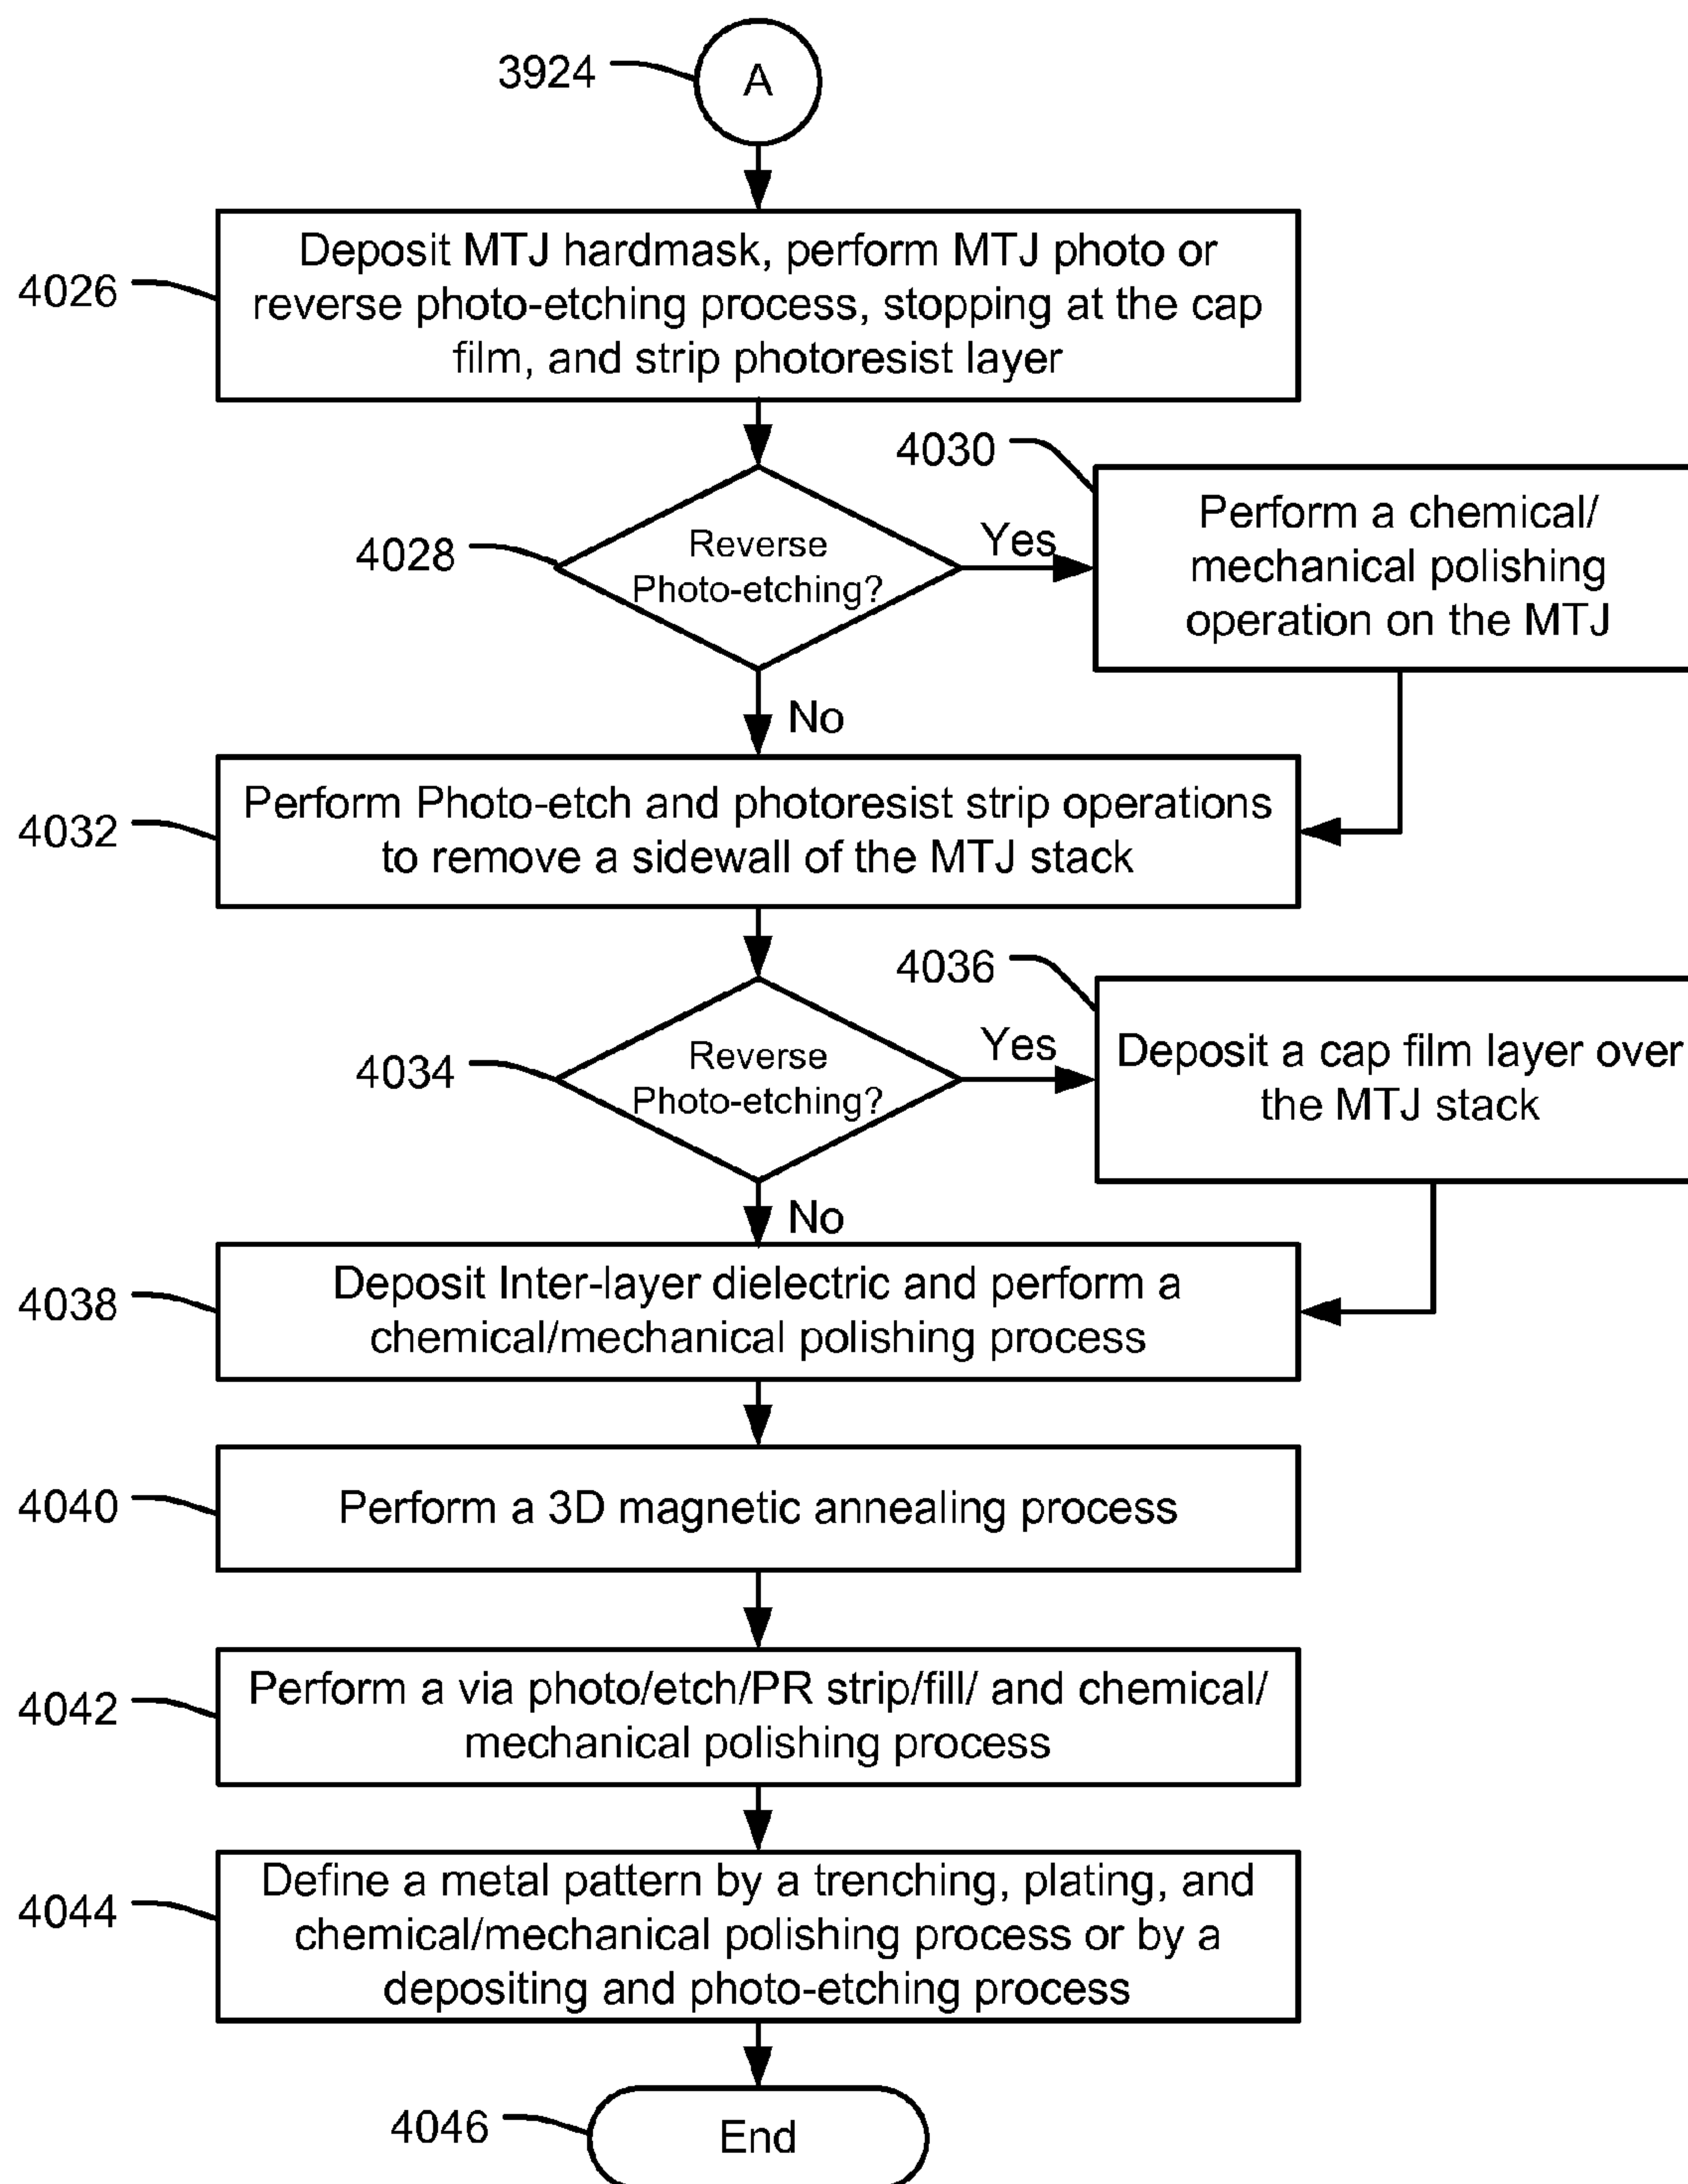 3924
A
4026
Deposit MTJ hardmask, perform MTJ photo or
reverse photo-etching process, stopping at the cap
film, and strip photoresist layer
4028
Reverse
Photo-etching?
Yes
4030
Perform a chemical/
mechanical polishing
operation on the MTJ
No
4032
Perform Photo-etch and photoresist strip operations
to remove a sidewall of the MTJ stack
4034
Reverse
Photo-etching?
Yes
4036
Deposit a cap film layer over
the MTJ stack
No
4038
Deposit Inter-layer dielectric and perform a
chemical/mechanical polishing process
4040
Perform a 3D magnetic annealing process
4042
Perform a via photo/etch/PR strip/fill/ and chemical/
mechanical polishing process
4044
Define a metal pattern by a trenching, plating, and
chemical/mechanical polishing process or by a
depositing and photo-etching process
4046
End